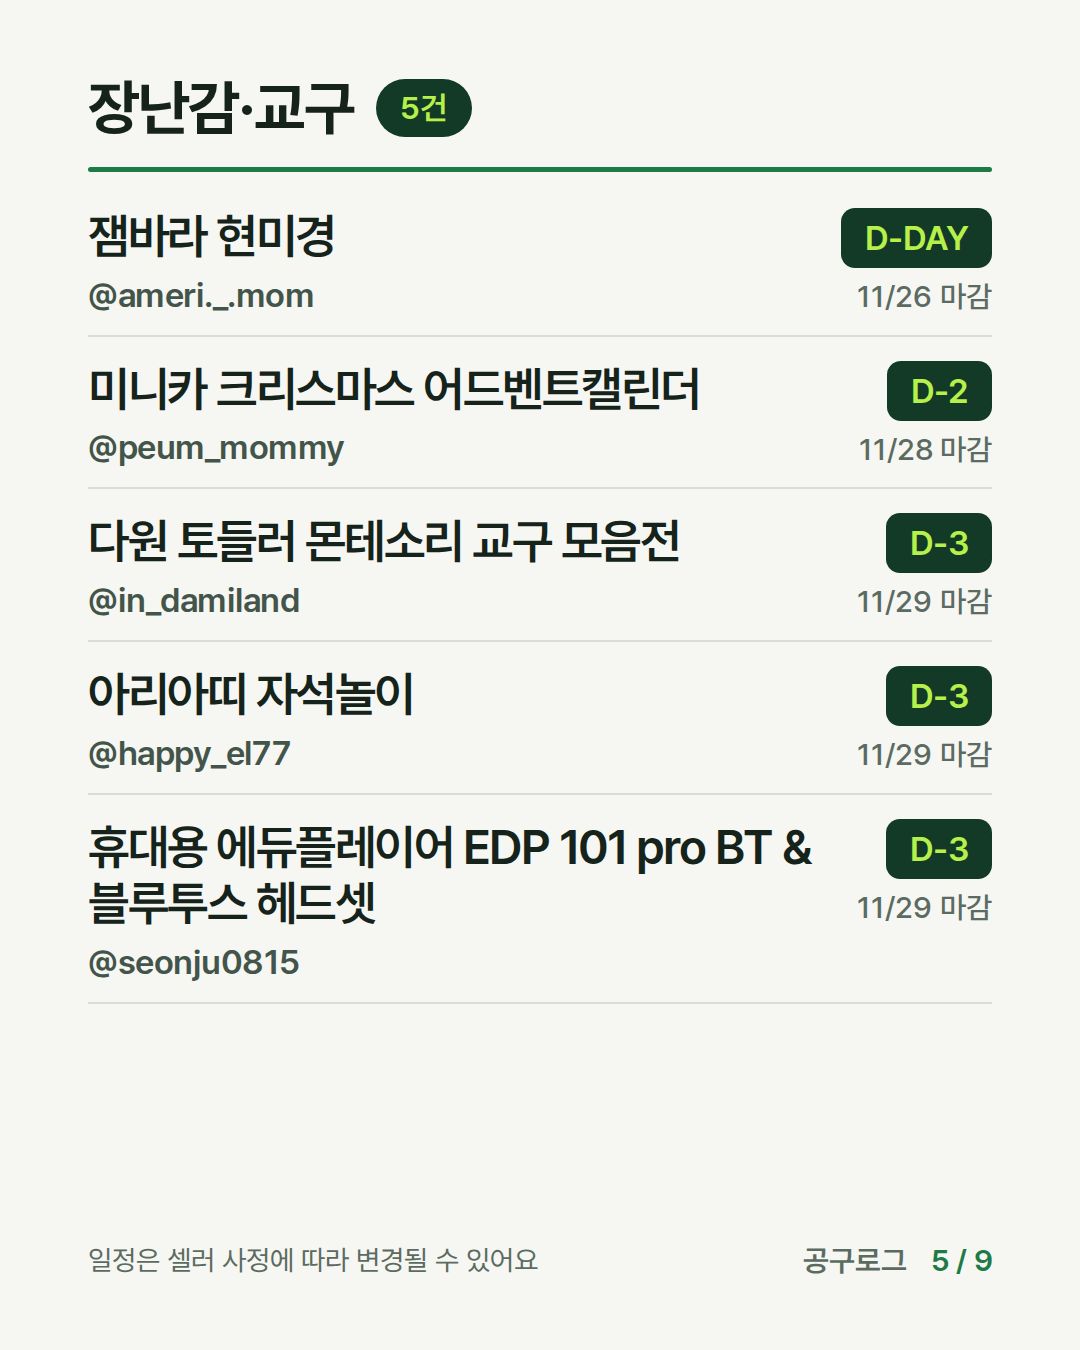 장난감·교구 5건
잼바라 현미경 D-DAY
@ameri._.mom 11/26 마감
미니카 크리스마스 어드벤트캘린더 D-2
@peum_mommy 11/28 마감
다원 토들러 몬테소리 교구 모음전 D-3
@in_damiland 11/29 마감
아리아띠 자석놀이 D-3
@happy_el77 11/29 마감
휴대용 에듀플레이어 EDP 101 pro BT & D-3
블루투스 헤드셋 11/29 마감
@seonju0815
일정은 셀러 사정에 따라 변경될 수 있어요 공구로그 5 / 9